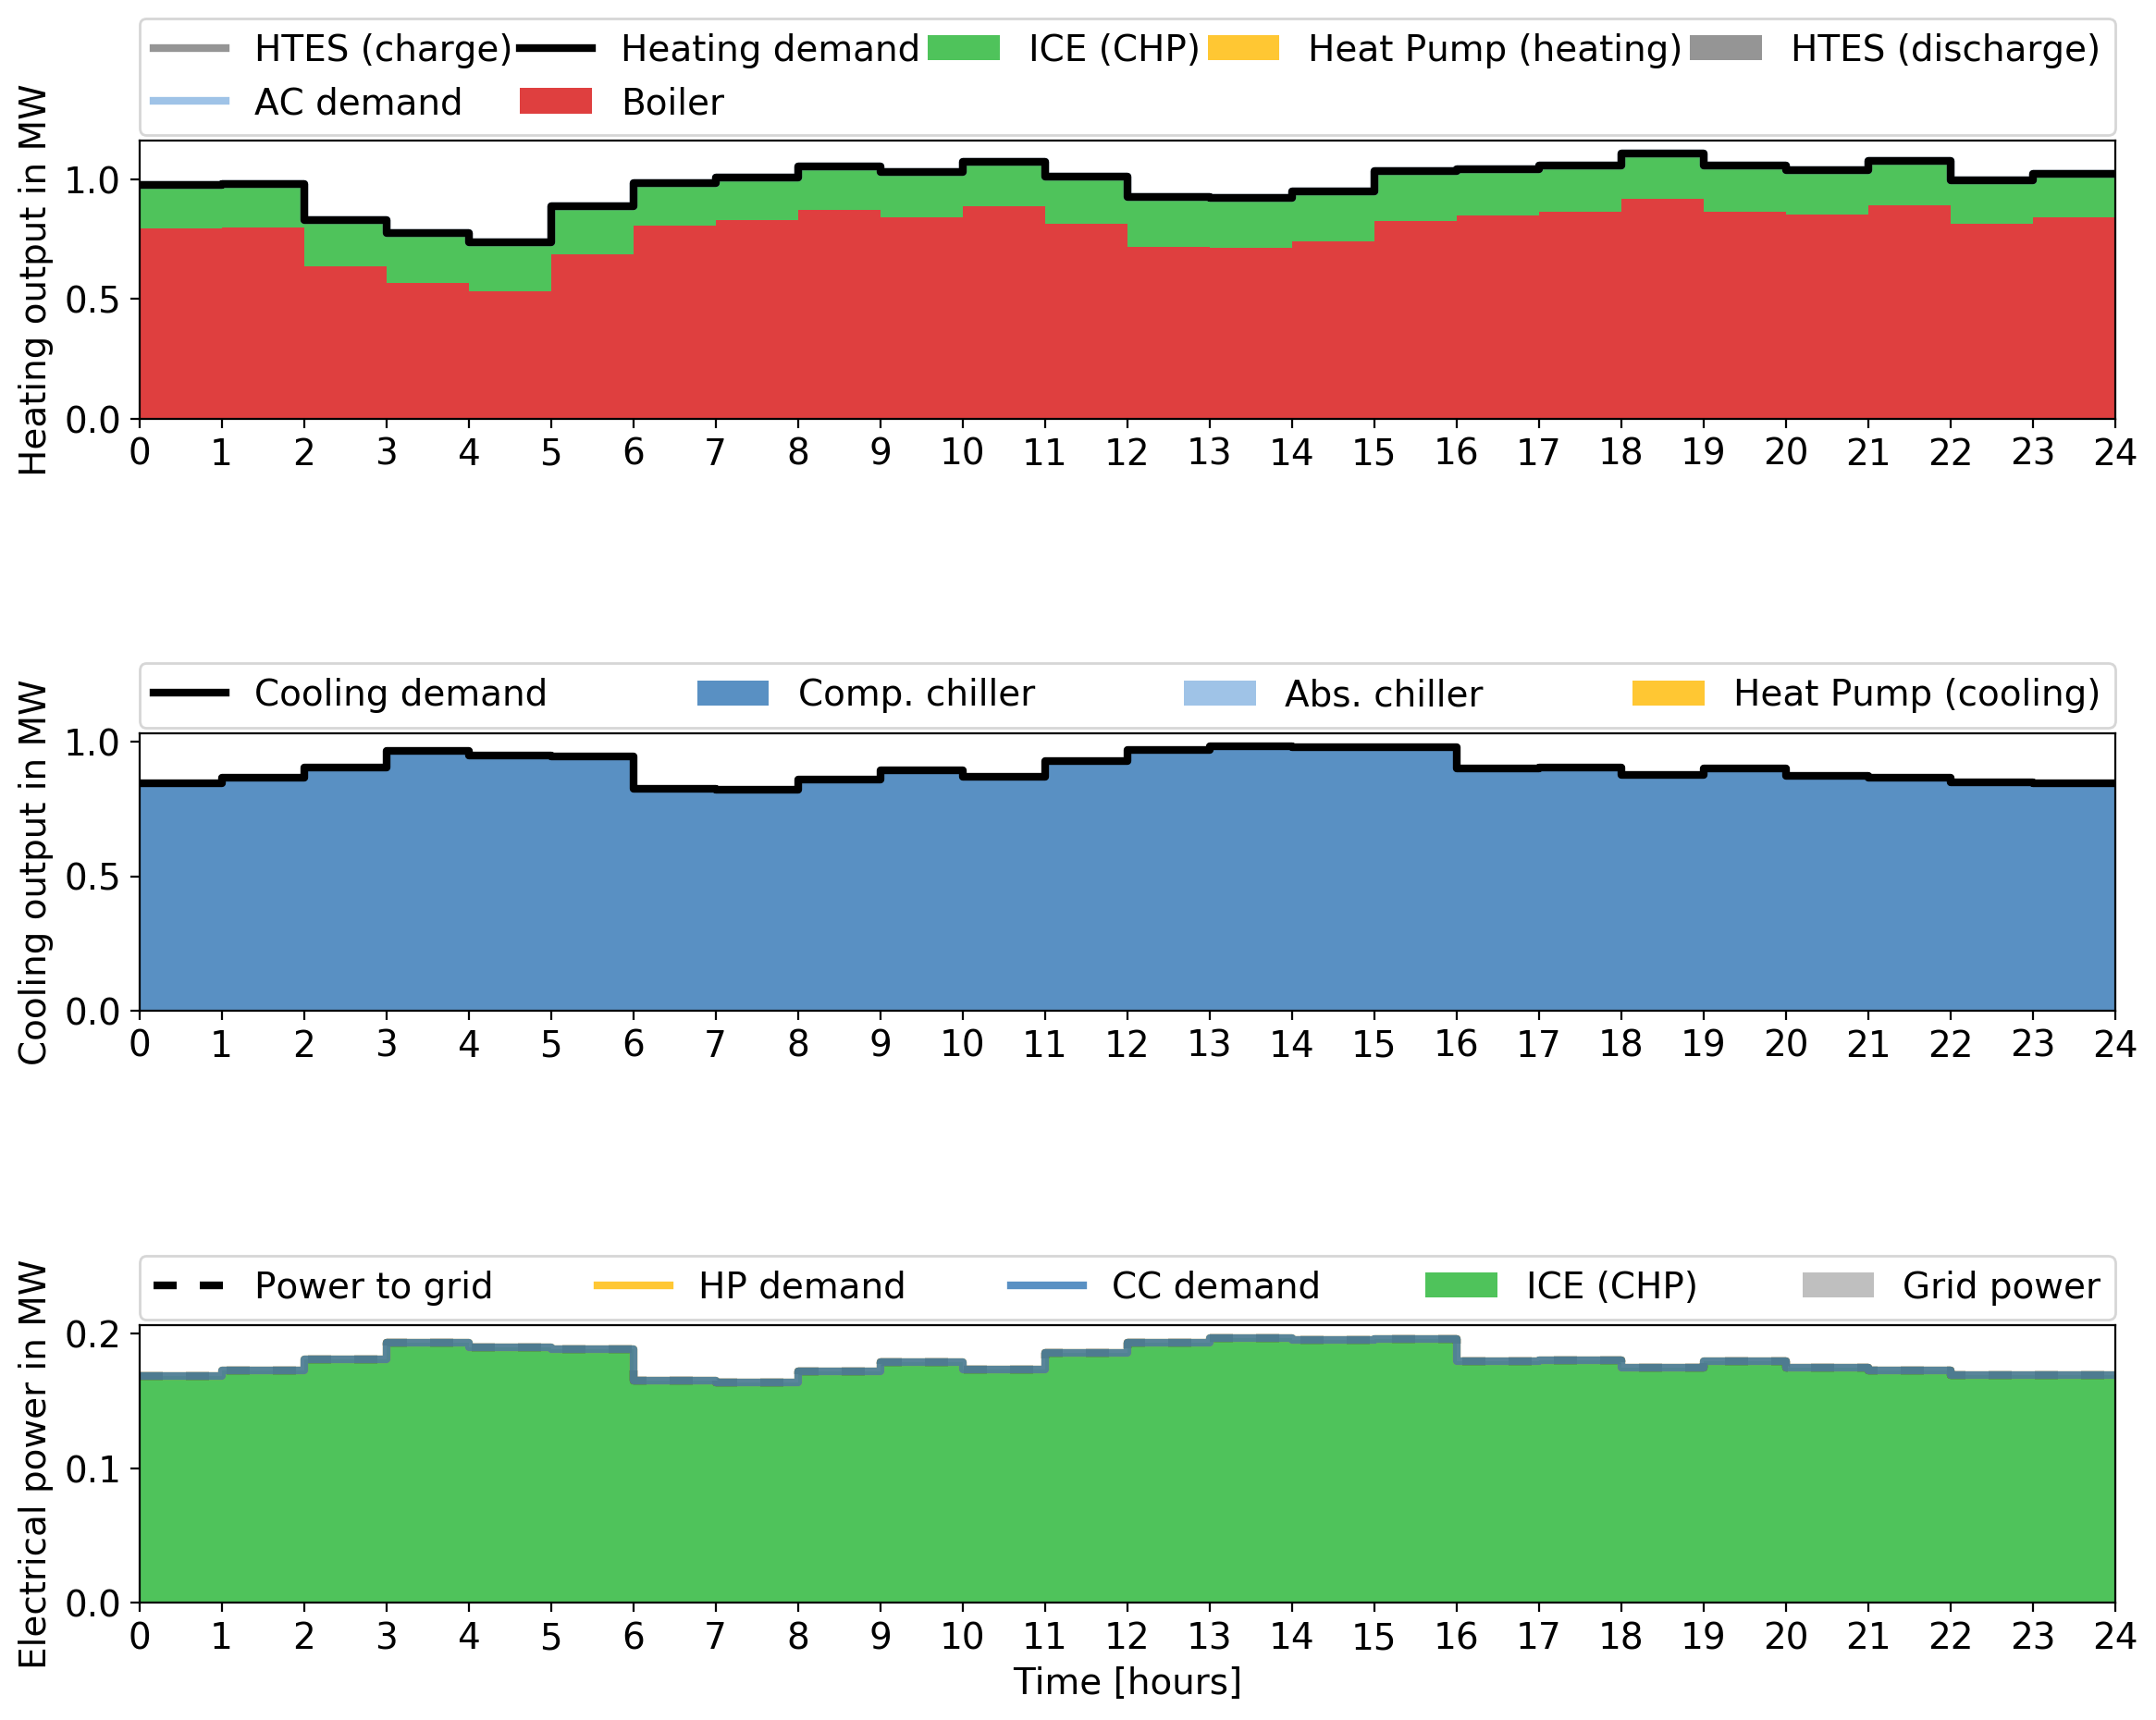 HTES (charge) Heating demand ICE (CHP) Heat Pump (heating) HTES (discharge)
AC demand Boiler
Heating output in MW
1.0
0.5
0.0
0 1 2 3 4 5 6 7 8 9 10 11 12 13 14 15 16 17 18 19 20 21 22 23 24
Cooling demand Comp. chiller Abs. chiller Heat Pump (cooling)
Cooling output in MW
1.0
0.5
0.0
0 1 2 3 4 5 6 7 8 9 10 11 12 13 14 15 16 17 18 19 20 21 22 23 24
Power to grid HP demand CC demand ICE (CHP) Grid power
Electrical power in MW
0.2
0.1
0.0
0 1 2 3 4 5 6 7 8 9 10 11 12 13 14 15 16 17 18 19 20 21 22 23 24
Time [hours]